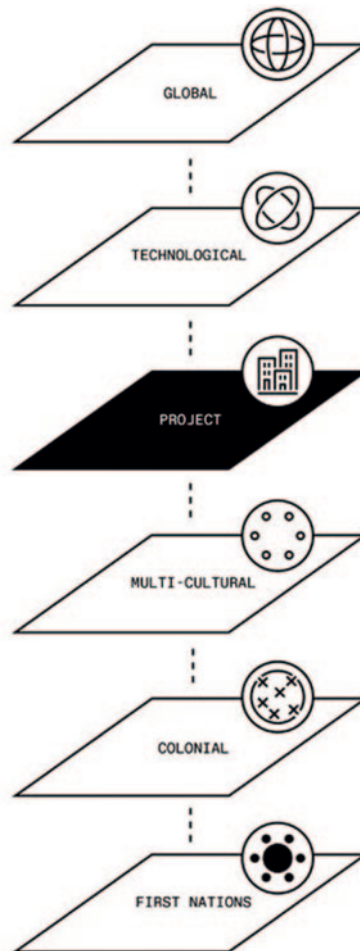 GLOBAL
TECHNOLOGICAL
PROJECT
MULTI-CULTURAL
COLONIAL
FIRST NATIONS